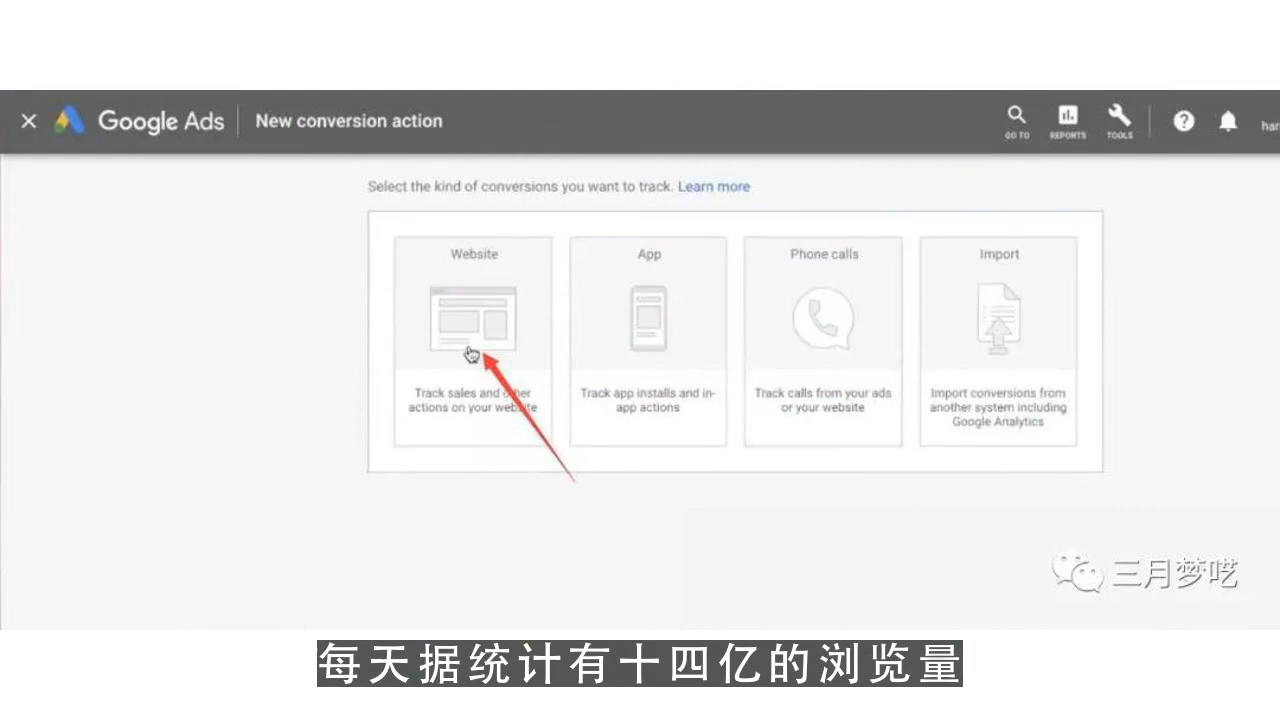 Google Ads
New conversion action
GO TO
REPORTS
TOOLS
Select the kind of conversions you want to track. Learn more
Website
Track sales and other
actions on your website
App
Track app installs and in-
app actions
Phone calls
Track calls from your ads
or your website
Import
Import conversions from
another system including
Google Analytics
三月梦呓
每天据统计有十四亿的浏览量